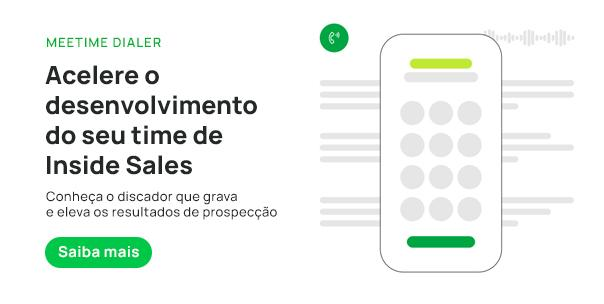 MEETIME DIALER
Acelere o
desenvolvimento
do seu time de
Inside Sales
Conheça o discador que grava
e eleva os resultados de prospecção
Saiba mais